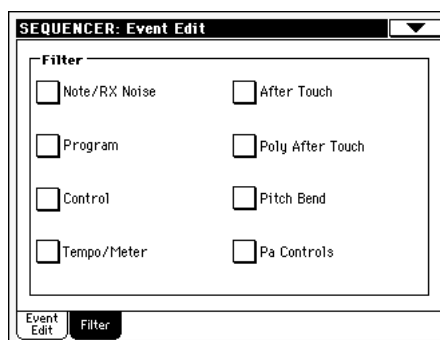 SEQUENCER: Event Edit
Filter
Note/RX Noise
After Touch
Program
Poly After Touch
Control
Pitch Bend
Tempo/Meter
Pa Controls
Event Edit
Filter